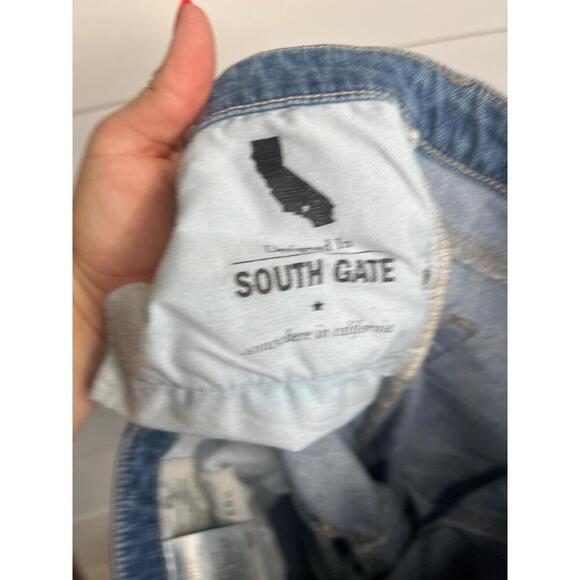 Designed In
SOUTH GATE
somewhere in california